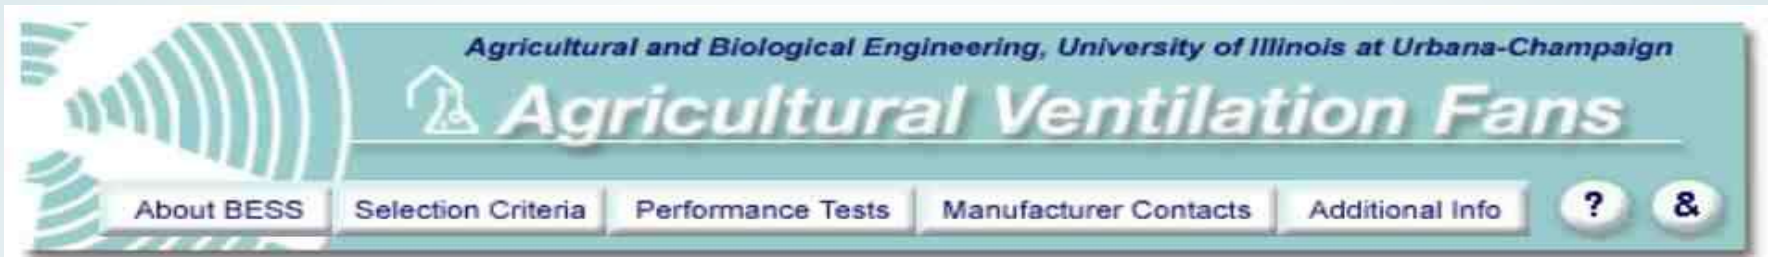 Agricultural and Biological Engineering, University of Illinois at Urbana-Champaign
Agricultural Ventilation Fans
About BESS Selection Criteria Performance Tests Manufacturer Contacts Additional Info ? &